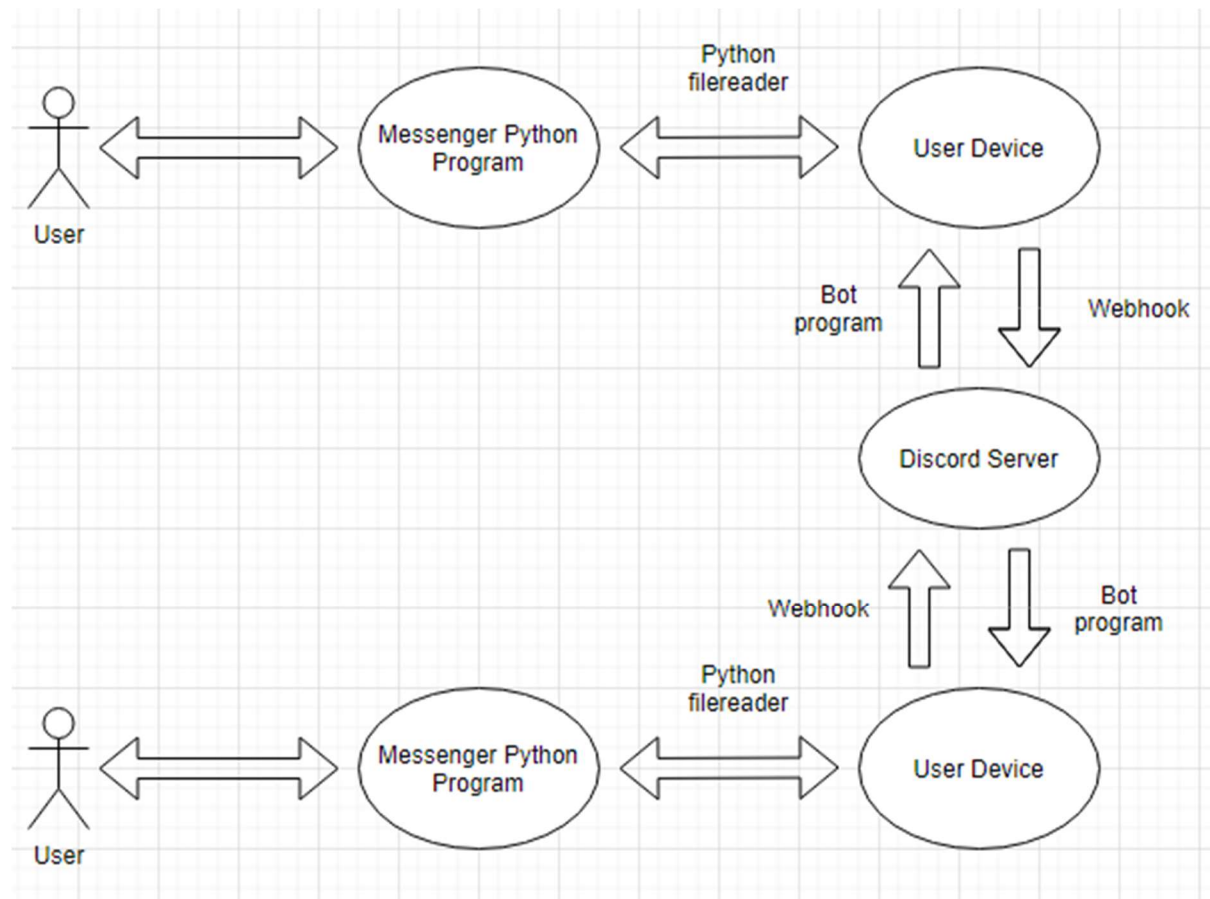 Python
filereader
Messenger Python
Program
User Device
User
Bot
program
Webhook
Discord Server
Webhook
Bot
program
Python
filereader
Messenger Python
Program
User Device
User